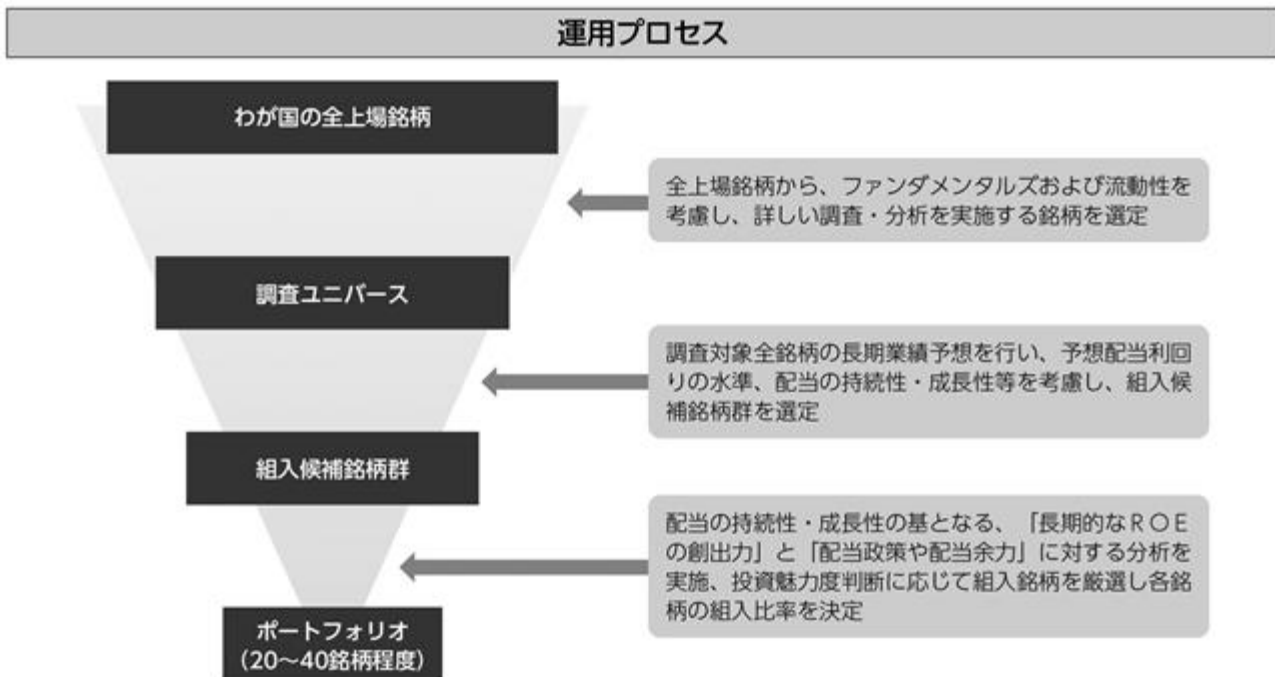 運用プロセス
わが国の全上場銘柄
全上場銘柄から、ファンダメンタルズおよび流動性を
考慮し、詳しい調査・分析を実施する銘柄を選定
調査ユニバース
調査対象全銘柄の長期業績予想を行い、予想配当利回
りの水準、配当の持続性・成長性等を考慮し、組入候
補銘柄群を選定
組入候補銘柄群
配当の持続性・成長性の基となる、「長期的なＲＯＥ
の創出力」と「配当政策や配当余力」に対する分析を
実施、投資魅力度判断に応じて組入銘柄を厳選し各銘
柄の組入比率を決定
ポートフォリオ
(20～40銘柄程度)